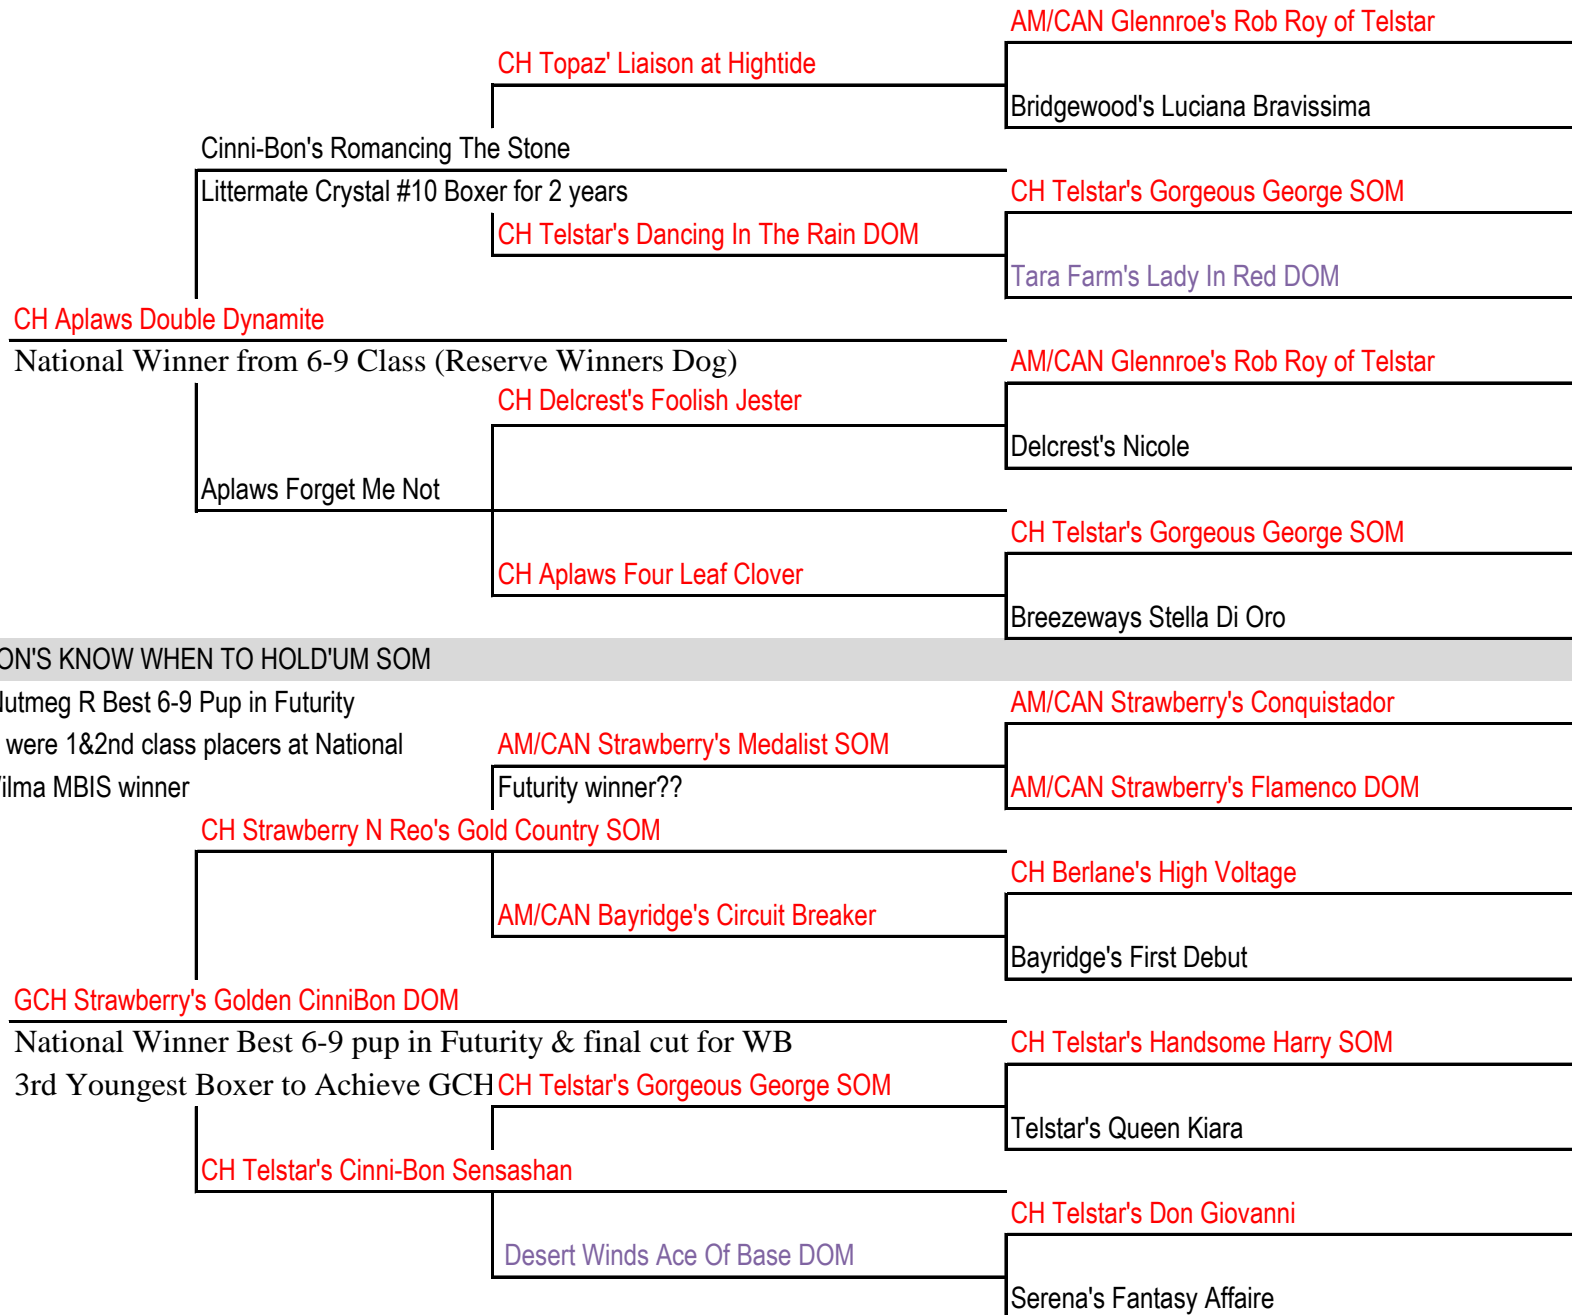 AM/CAN Glennroe's Rob Roy of Telstar
CH Topaz' Liaison at Hightide
Bridgewood's Luciana Bravissima
Cinni-Bon's Romancing The Stone
Littermate Crystal #10 Boxer for 2 years
CH Telstar's Gorgeous George SOM
CH Telstar's Dancing In The Rain DOM
Tara Farm's Lady In Red DOM
CH Aplaws Double Dynamite
National Winner from 6-9 Class (Reserve Winners Dog)
AM/CAN Glennroe's Rob Roy of Telstar
CH Delcrest's Foolish Jester
Delcrest's Nicole
Aplaws Forget Me Not
CH Telstar's Gorgeous George SOM
CH Aplaws Four Leaf Clover
Breezeways Stella Di Oro
ON'S KNOW WHEN TO HOLD'UM SOM
Nutmeg R Best 6-9 Pup in Futurity
AM/CAN Strawberry's Conquistador
were 1&2nd class placers at National
AM/CAN Strawberry's Medalist SOM
Wilma MBIS winner
Futurity winner??
AM/CAN Strawberry's Flamenco DOM
CH Strawberry N Reo's Gold Country SOM
CH Berlane's High Voltage
AM/CAN Bayridge's Circuit Breaker
Bayridge's First Debut
GCH Strawberry's Golden CinniBon DOM
National Winner Best 6-9 pup in Futurity & final cut for WB
CH Telstar's Handsome Harry SOM
3rd Youngest Boxer to Achieve GCH
CH Telstar's Gorgeous George SOM
Telstar's Queen Kiara
CH Telstar's Cinni-Bon Sensashan
CH Telstar's Don Giovanni
Desert Winds Ace Of Base DOM
Serena's Fantasy Affaire